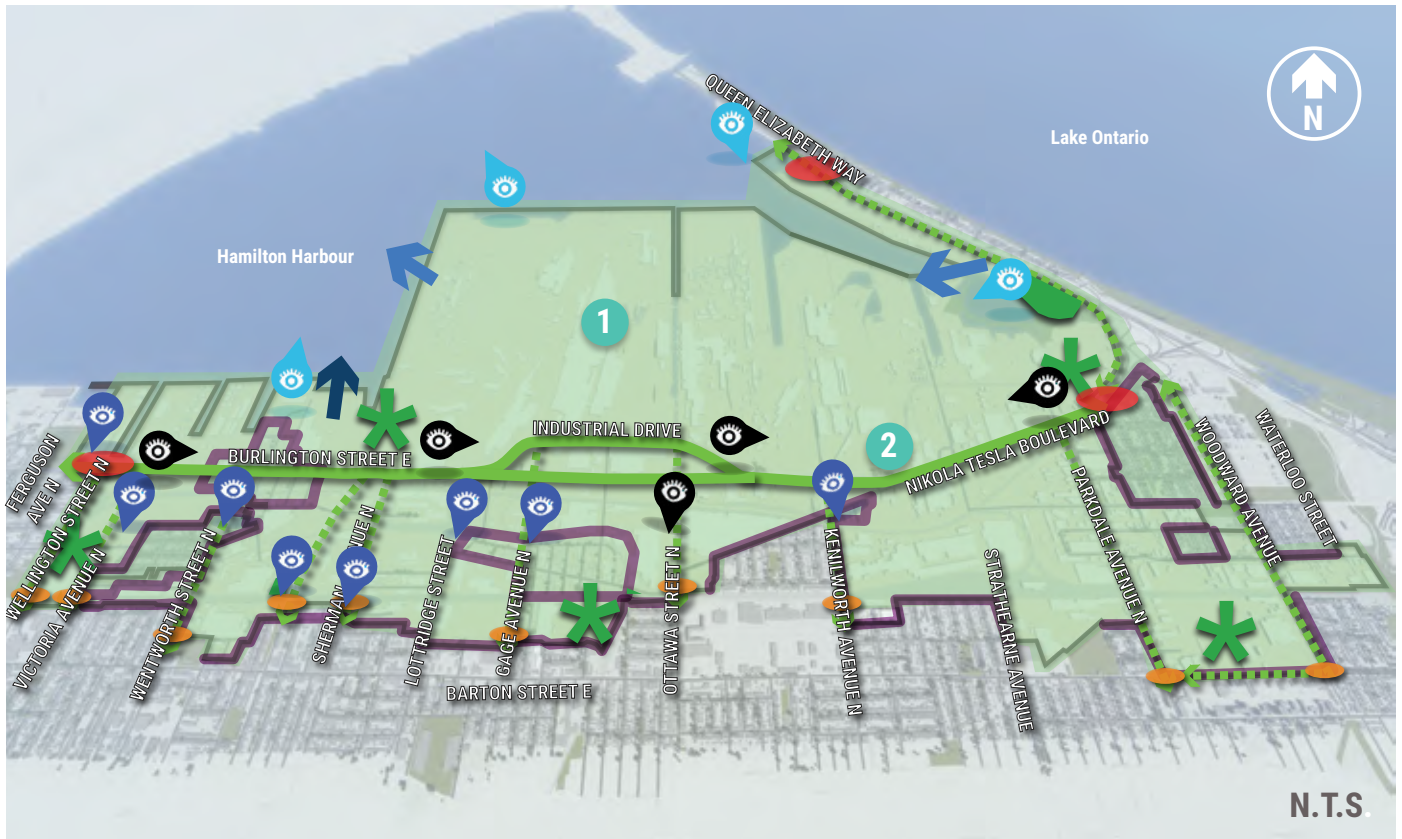 QUEEN ELIZABETH WAY
N
Lake Ontario
Hamilton Harbour
1
INDUSTRIAL DRIVE
2
BURLINGTON STREET E
NIKOLA TESLA BOULEVARD
FERGUSON
AVE N
WELLINGTON STREET N
VICTORIA AVENUE N
WENTWORTH STREET N
SHERMAN NUE N
LOTTRIDGE STREET
GAGE AVENUE N
OTTAWA STREET N
KENILWORTH AVENUE N
STRATHEARNE AVENUE
PARKDALE AVENUE N
WOODWARD AVENUE
WATERLOO STREET
BARTON STREET E
N.T.S.